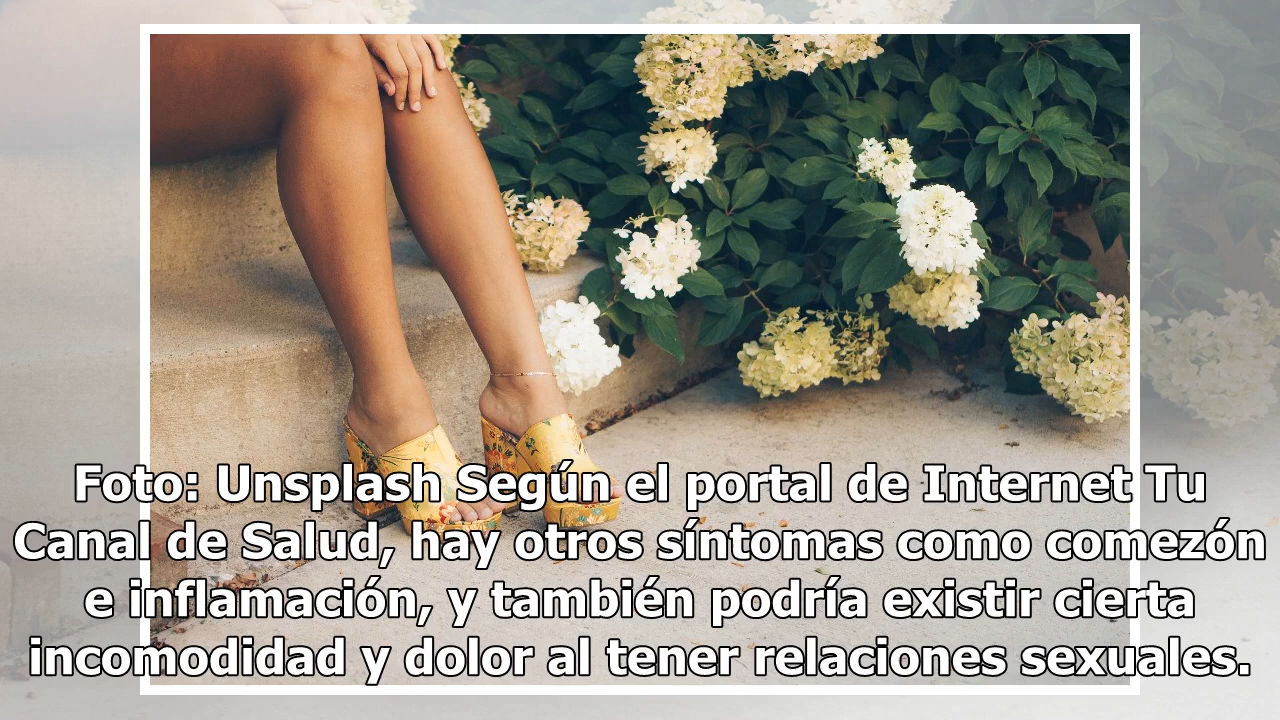 Foto: Unsplash Según el portal de Internet Tu
Canal de Salud, hay otros síntomas como comezón
e inflamación, y también podría existir cierta
incomodidad y dolor al tener relaciones sexuales.